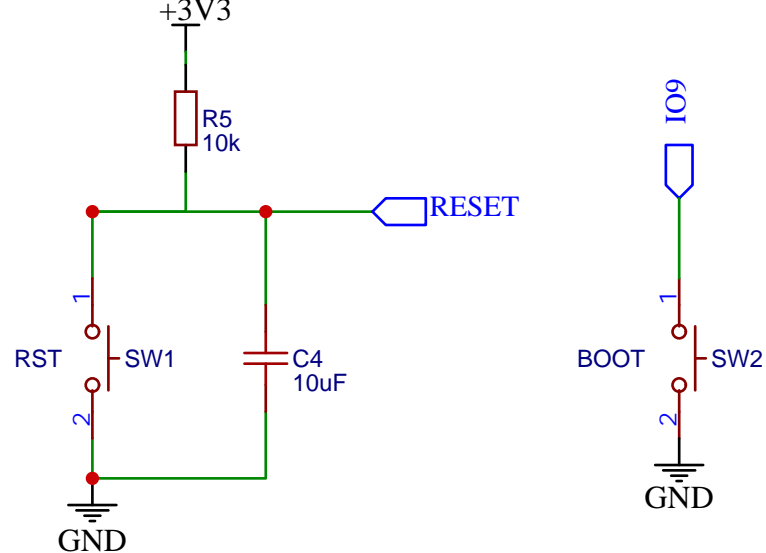 +3V3
R5
10k
RESET
1
RST
SW1
2
C4
10uF
GND
IO9
1
BOOT
SW2
2
GND